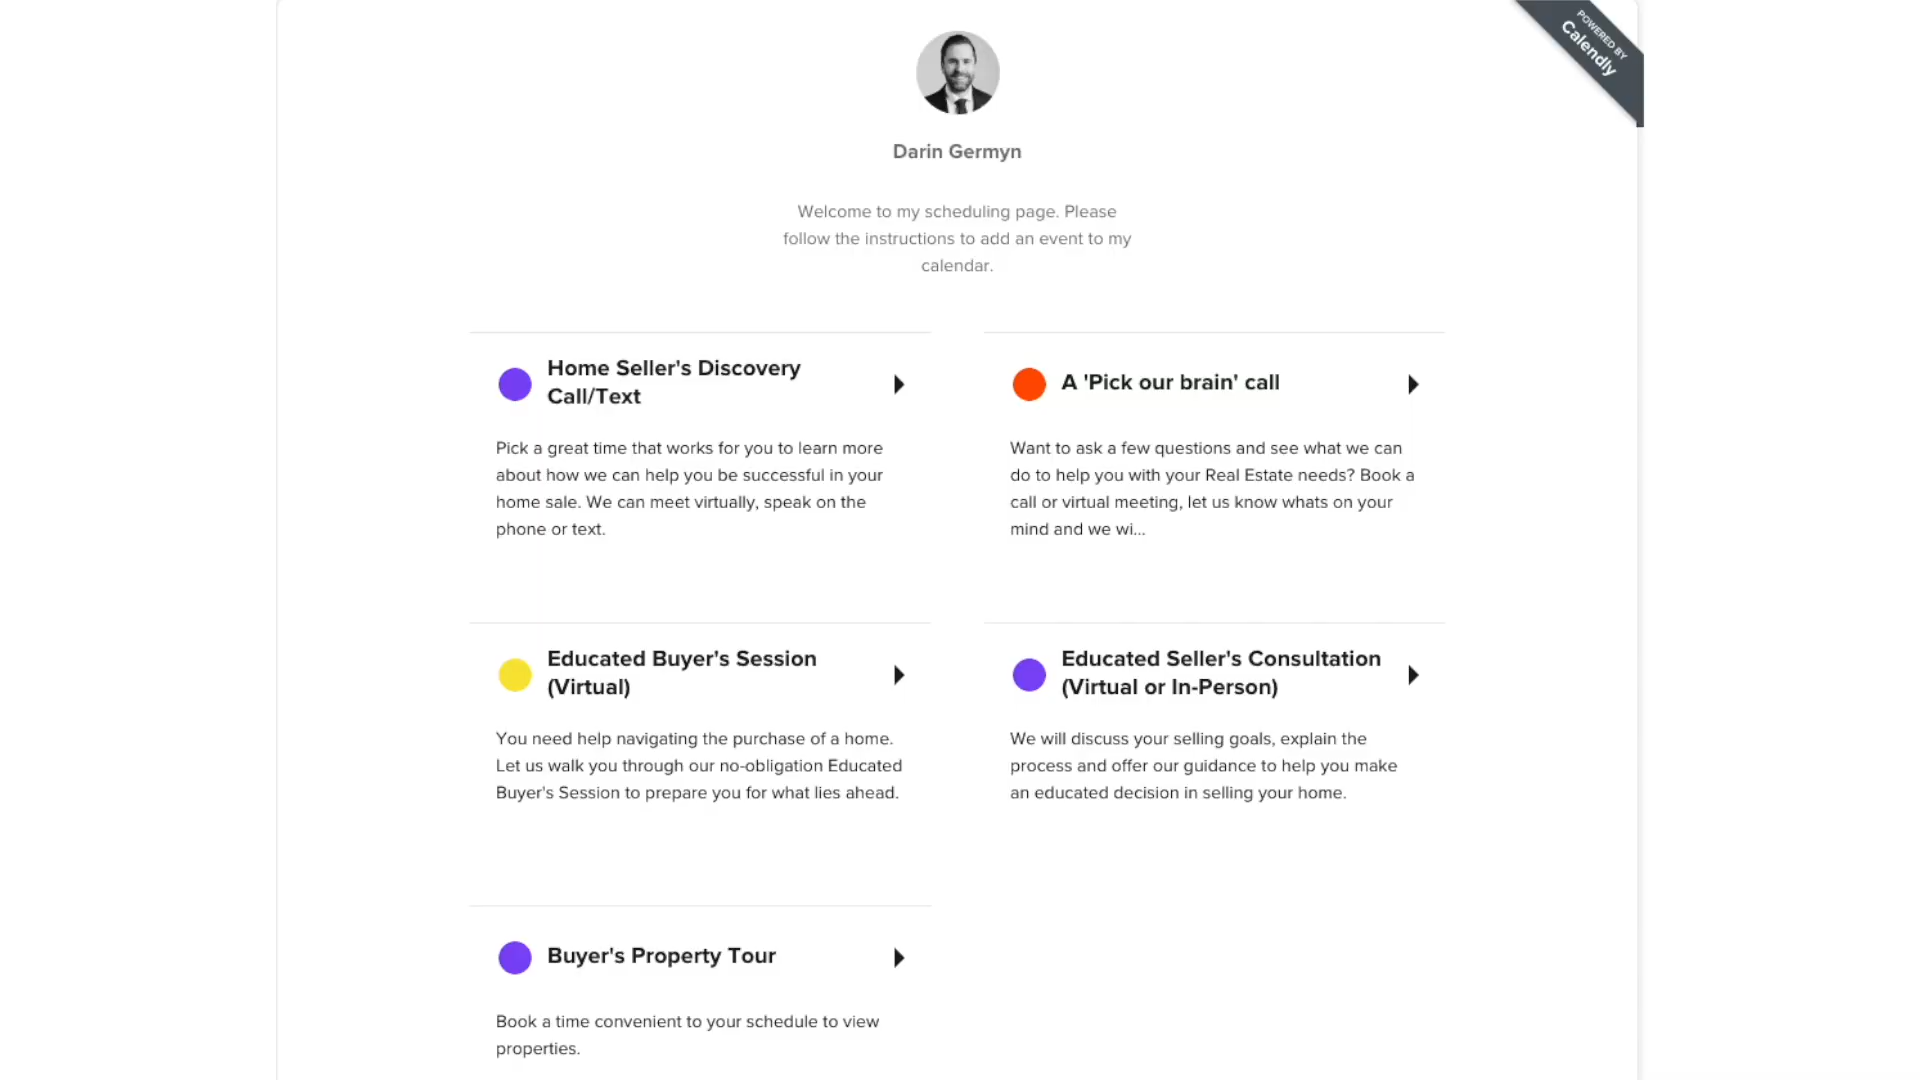 POWERED BY
Calendly
Darin Germyn
Welcome to my scheduling page. Please
follow the instructions to add an event to my
calendar.
Home Seller's Discovery
Call/Text
Pick a great time that works for you to learn more
about how we can help you be successful in your
home sale. We can meet virtually, speak on the
phone or text.
A 'Pick our brain' call
Want to ask a few questions and see what we can
do to help you with your Real Estate needs? Book a
call or virtual meeting, let us know whats on your
mind and we wi...
Educated Buyer's Session
(Virtual)
You need help navigating the purchase of a home.
Let us walk you through our no-obligation Educated
Buyer's Session to prepare you for what lies ahead.
Educated Seller's Consultation
(Virtual or In-Person)
We will discuss your selling goals, explain the
process and offer our guidance to help you make
an educated decision in selling your home.
Buyer's Property Tour
Book a time convenient to your schedule to view
properties.